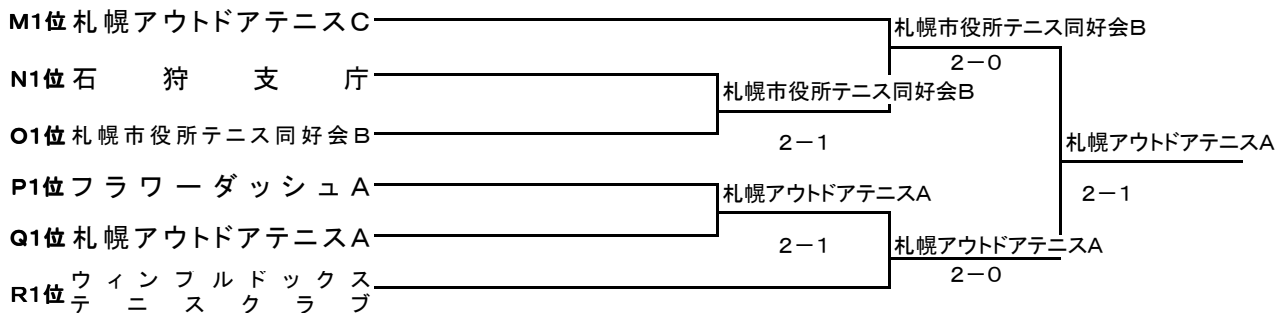 M1位 札幌アウトドアテニスC
札幌市役所テニス同好会B
2-0
N1位 石狩支庁
札幌市役所テニス同好会B
2-1
O1位 札幌市役所テニス同好会B
札幌アウトドアテニスA
2-1
P1位 フラワーダッシュA
札幌アウトドアテニスA
2-1
Q1位 札幌アウトドアテニスA
札幌アウトドアテニスA
2-0
R1位 ウィンブルドックス
テニスクラブ